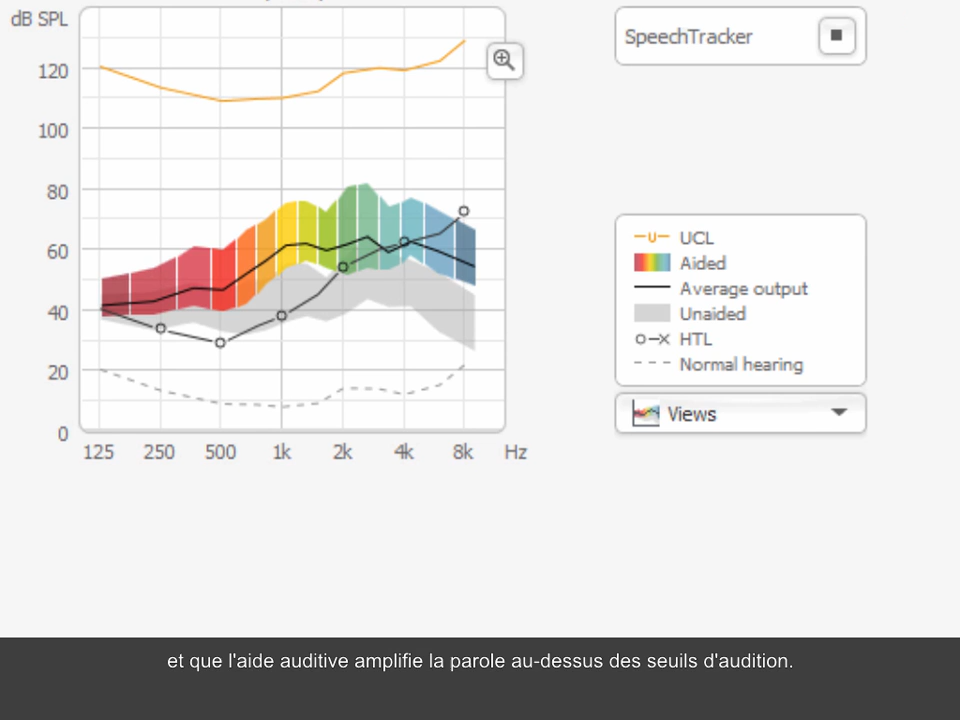 dB SPL
120
100
80
60
40
20
0
125 250 500 1k 2k 4k 8k Hz
SpeechTracker
UCL
Aided
Average output
Unaided
HTL
Normal hearing
Views
et que l'aide auditive amplifie la parole au-dessus des seuils d'audition.